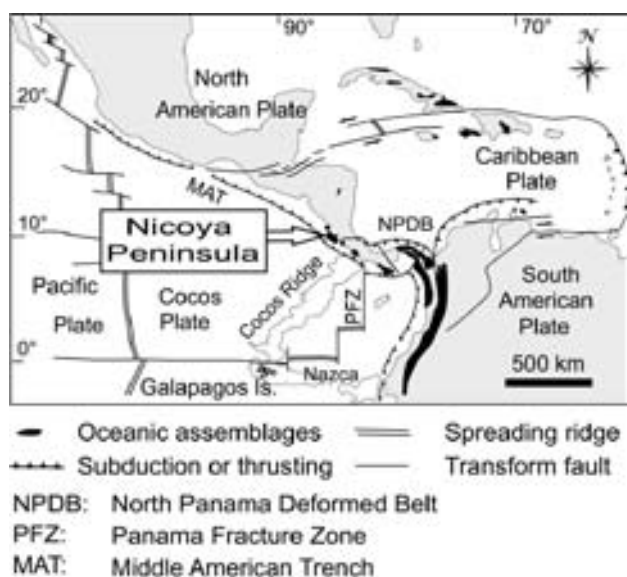 90°
70°
N
North
American Plate
20°
Caribbean
Plate
MAT
NPDB
10°
Nicoya
Peninsula
Pacific
Plate
Cocos
Plate
Cocos Ridge
PFZ
South
American
Plate
0°
Nazca
500 km
Galapagos Is.
Oceanic assemblages
Spreading ridge
Subduction or thrusting
Transform fault
NPDB: North Panama Deformed Belt
PFZ: Panama Fracture Zone
MAT: Middle American Trench